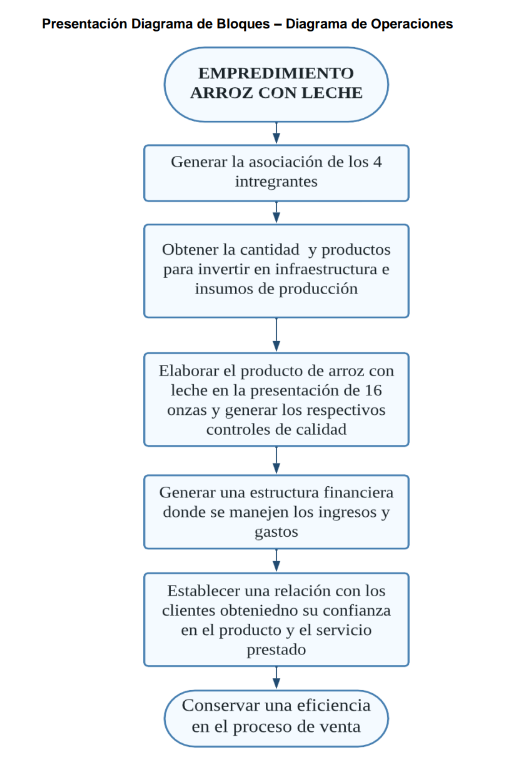 Presentación Diagrama de Bloques – Diagrama de Operaciones
EMPREDIMIENTO
ARROZ CON LECHE
Generar la asociación de los 4
intregrantes
Obtener la cantidad y productos
para invertir en infraestructura e
insumos de producción
Elaborar el producto de arroz con
leche en la presentación de 16
onzas y generar los respectivos
controles de calidad
Generar una estructura financiera
donde se manejen los ingresos y
gastos
Establecer una relación con los
clientes obteniedno su confianza
en el producto y el servicio
prestado
Conservar una eficiencia
en el proceso de venta